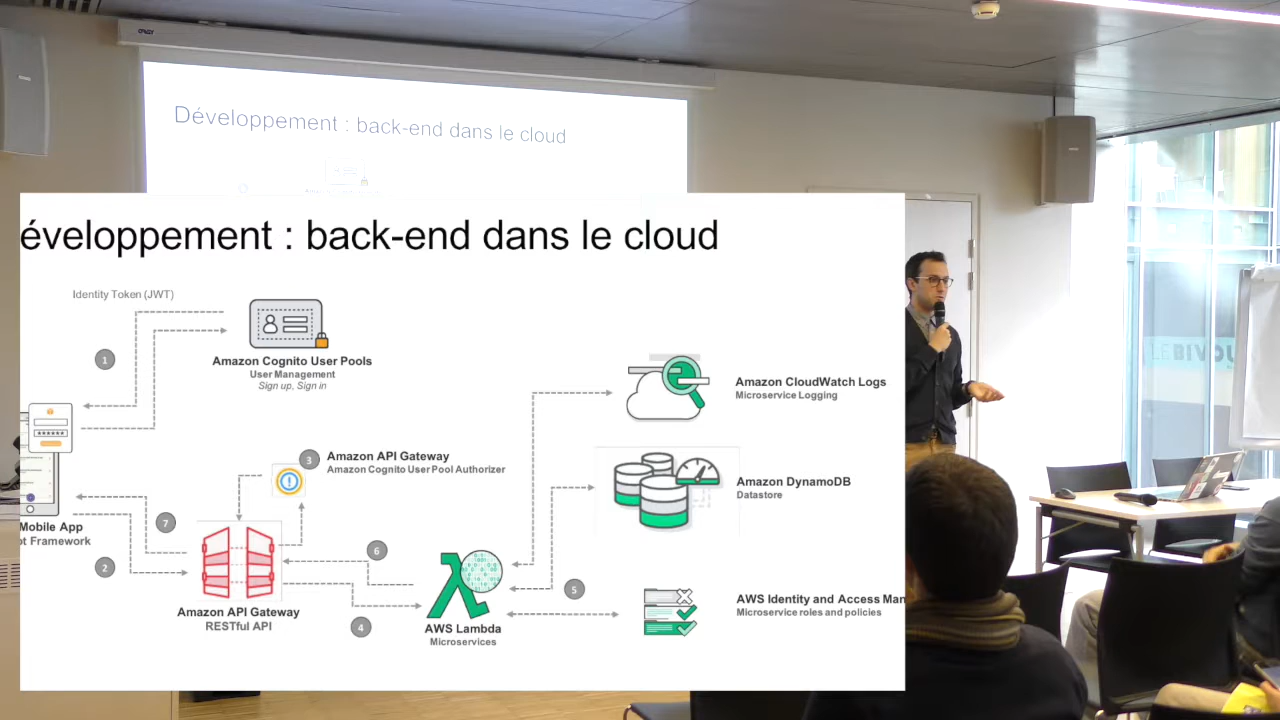 Développement : back-end dans le cloud
éveloppement : back-end dans le cloud
Identity Token (JWT)
1
Amazon Cognito User Pools
User Management
Sign up, Sign in
Amazon CloudWatch Logs
Microservice Logging
3
Amazon API Gateway
Amazon Cognito User Pool Authorizer
Amazon DynamoDB
Datastore
Mobile App
ot Framework
7
2
6
5
Amazon API Gateway
RESTful API
4
AWS Lambda
Microservices
AWS Identity and Access Man
Microservice roles and policies
LE BIVOU